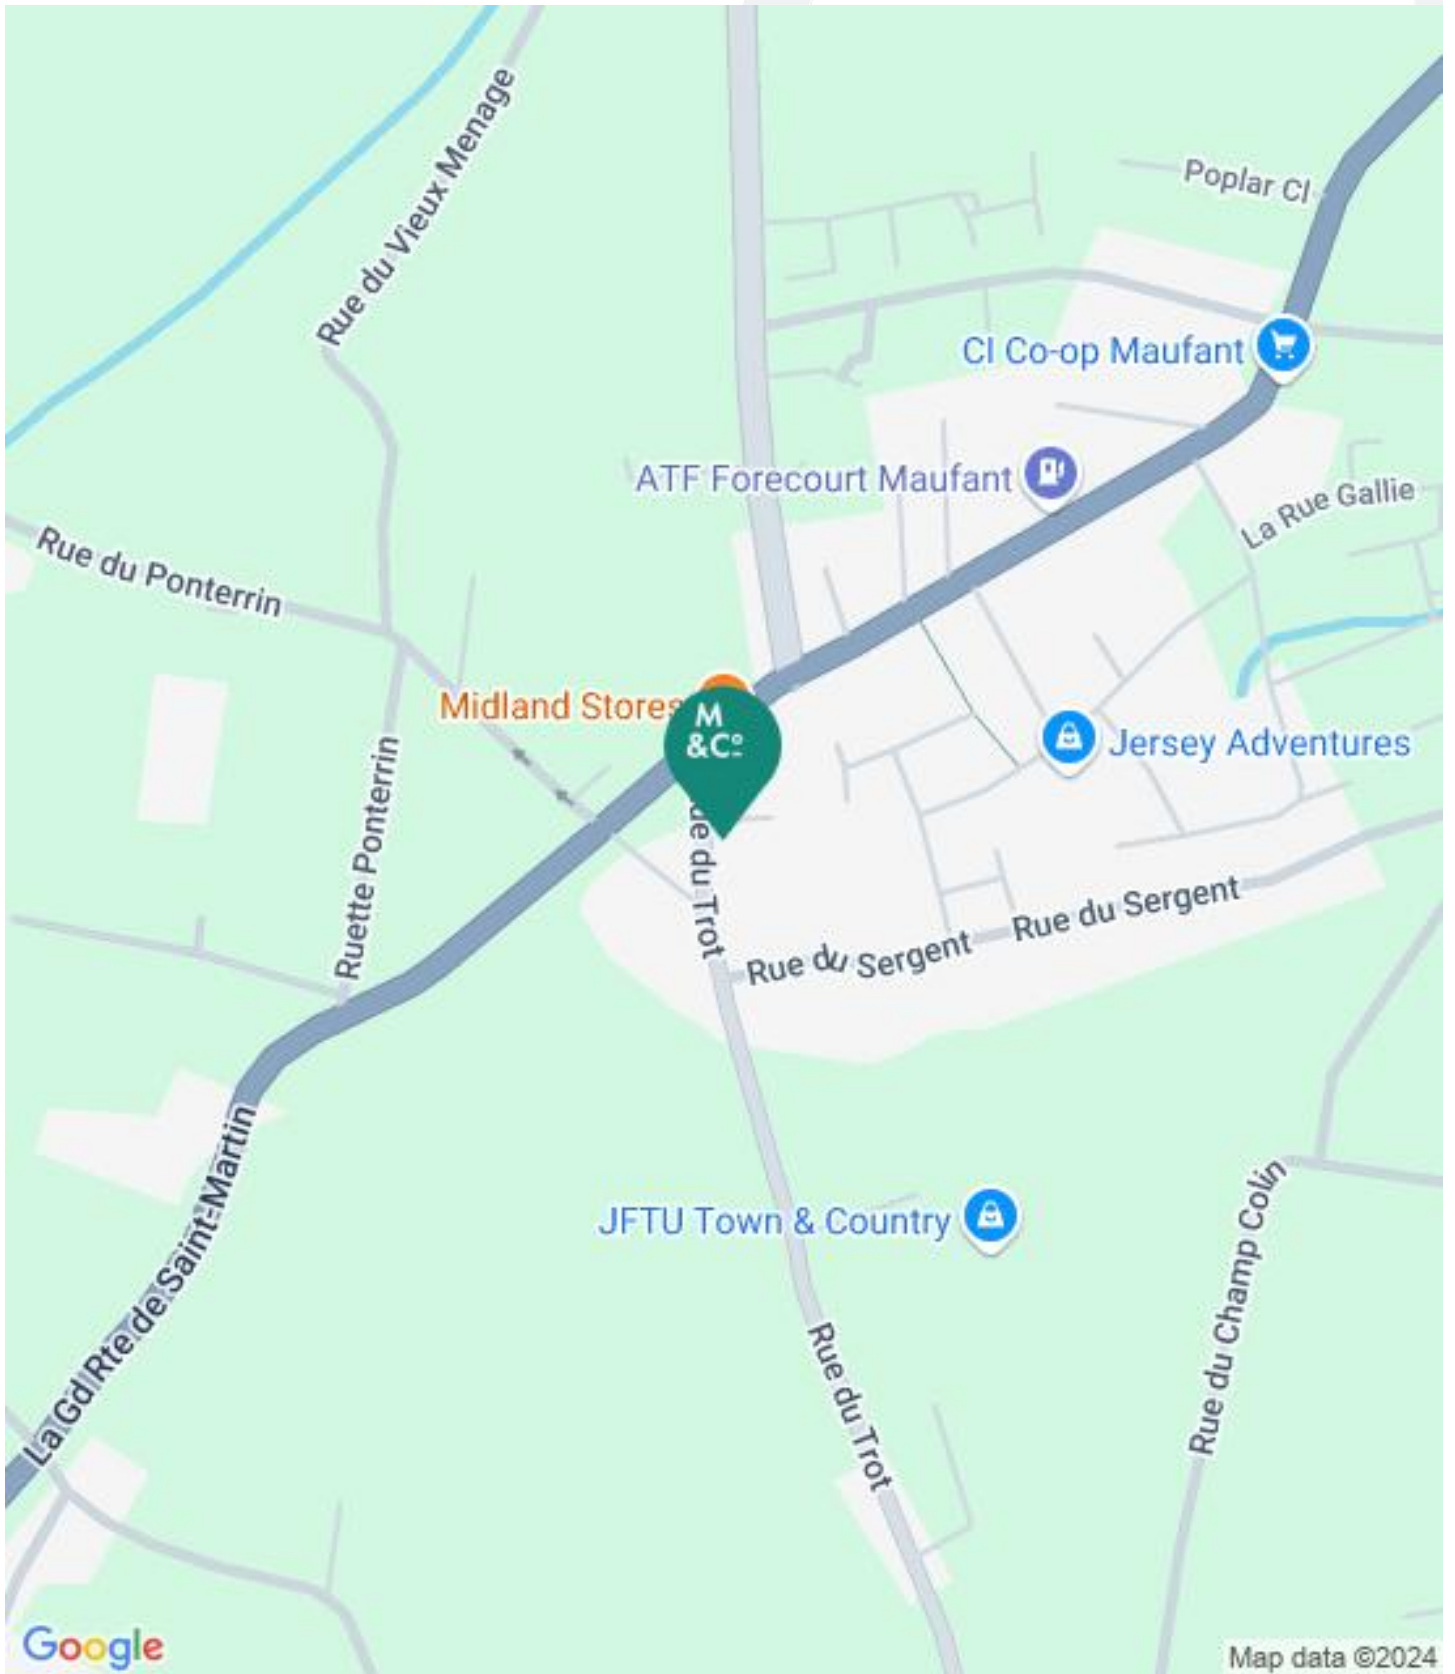 Rue du Vieux Menage
Poplar Cl
CI Co-op Maufant
ATF Forecourt Maufant
La Rue Gallie
Rue du Ponterrin
Midland Stores
M
&Cº
Jersey Adventures
Ruette Ponterrin
du Trot
Rue du Sergent
Rue du Sergent
La Gd Rte de Saint-Martin
JFTU Town & Country
Rue du Champ Colin
Rue du Trot
Google
Map data ©2024